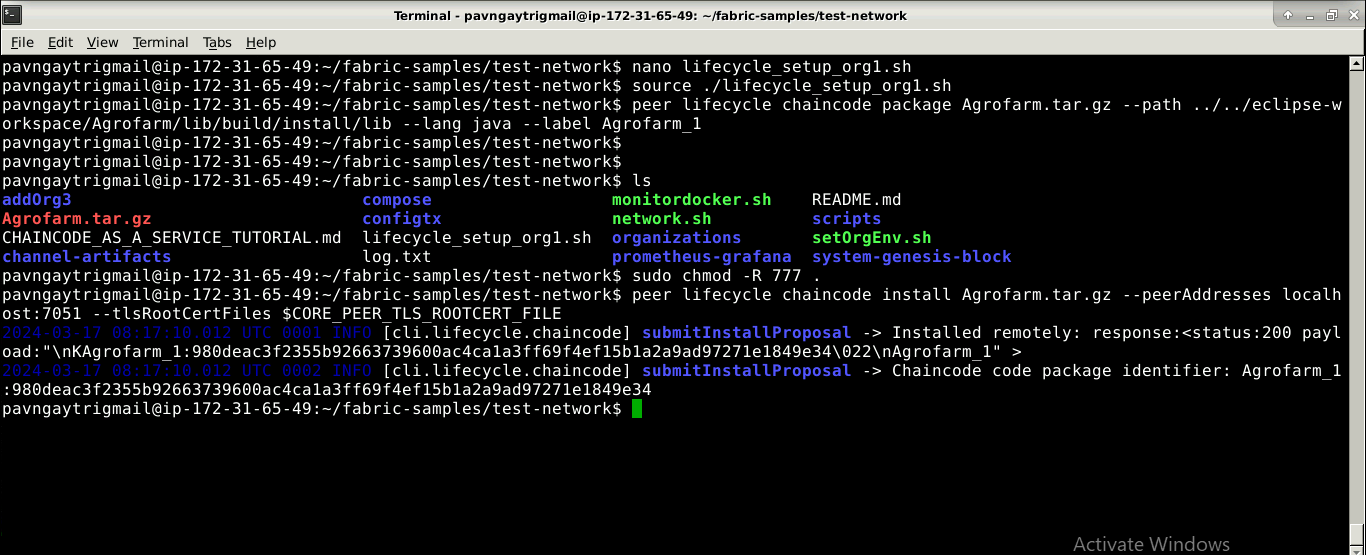 Terminal - pavngaytrigmail@ip-172-31-65-49: ~/fabric-samples/test-network
File Edit View Terminal Tabs Help
pavngaytrigmail@ip-172-31-65-49:~/fabric-samples/test-network$ nano lifecycle_setup_org1.sh
pavngaytrigmail@ip-172-31-65-49:~/fabric-samples/test-network$ source ./lifecycle_setup_org1.sh
pavngaytrigmail@ip-172-31-65-49:~/fabric-samples/test-network$ peer lifecycle chaincode package Agrofarm.tar.gz --path ../../eclipse-w
orkspace/Agrofarm/lib/build/install/lib --lang java --label Agrofarm_1
pavngaytrigmail@ip-172-31-65-49:~/fabric-samples/test-network$
pavngaytrigmail@ip-172-31-65-49:~/fabric-samples/test-network$
pavngaytrigmail@ip-172-31-65-49:~/fabric-samples/test-network$ ls
addOrg3 compose monitordocker.sh README.md
Agrofarm.tar.gz configtx network.sh scripts
CHAINCODE_AS_A_SERVICE_TUTORIAL.md lifecycle_setup_org1.sh organizations setOrgEnv.sh
channel-artifacts log.txt prometheus-grafana system-genesis-block
pavngaytrigmail@ip-172-31-65-49:~/fabric-samples/test-network$ sudo chmod -R 777 .
pavngaytrigmail@ip-172-31-65-49:~/fabric-samples/test-network$ peer lifecycle chaincode install Agrofarm.tar.gz --peerAddresses localh
ost:7051 --tlsRootCertFiles $CORE_PEER_TLS_ROOTCERT_FILE
2024-03-17 08:17:10.012 UTC 0001 INFO [cli.lifecycle.chaincode] submitInstallProposal -> Installed remotely: response:<status:200 payl
oad:"\nKAgrofarm_1:980deac3f2355b92663739600ac4ca1a3ff69f4ef15b1a2a9ad97271e1849e34\022\nAgrofarm_1" >
2024-03-17 08:17:10.012 UTC 0002 INFO [cli.lifecycle.chaincode] submitInstallProposal -> Chaincode code package identifier: Agrofarm_1
:980deac3f2355b92663739600ac4ca1a3ff69f4ef15b1a2a9ad97271e1849e34
pavngaytrigmail@ip-172-31-65-49:~/fabric-samples/test-network$
Activate Windows